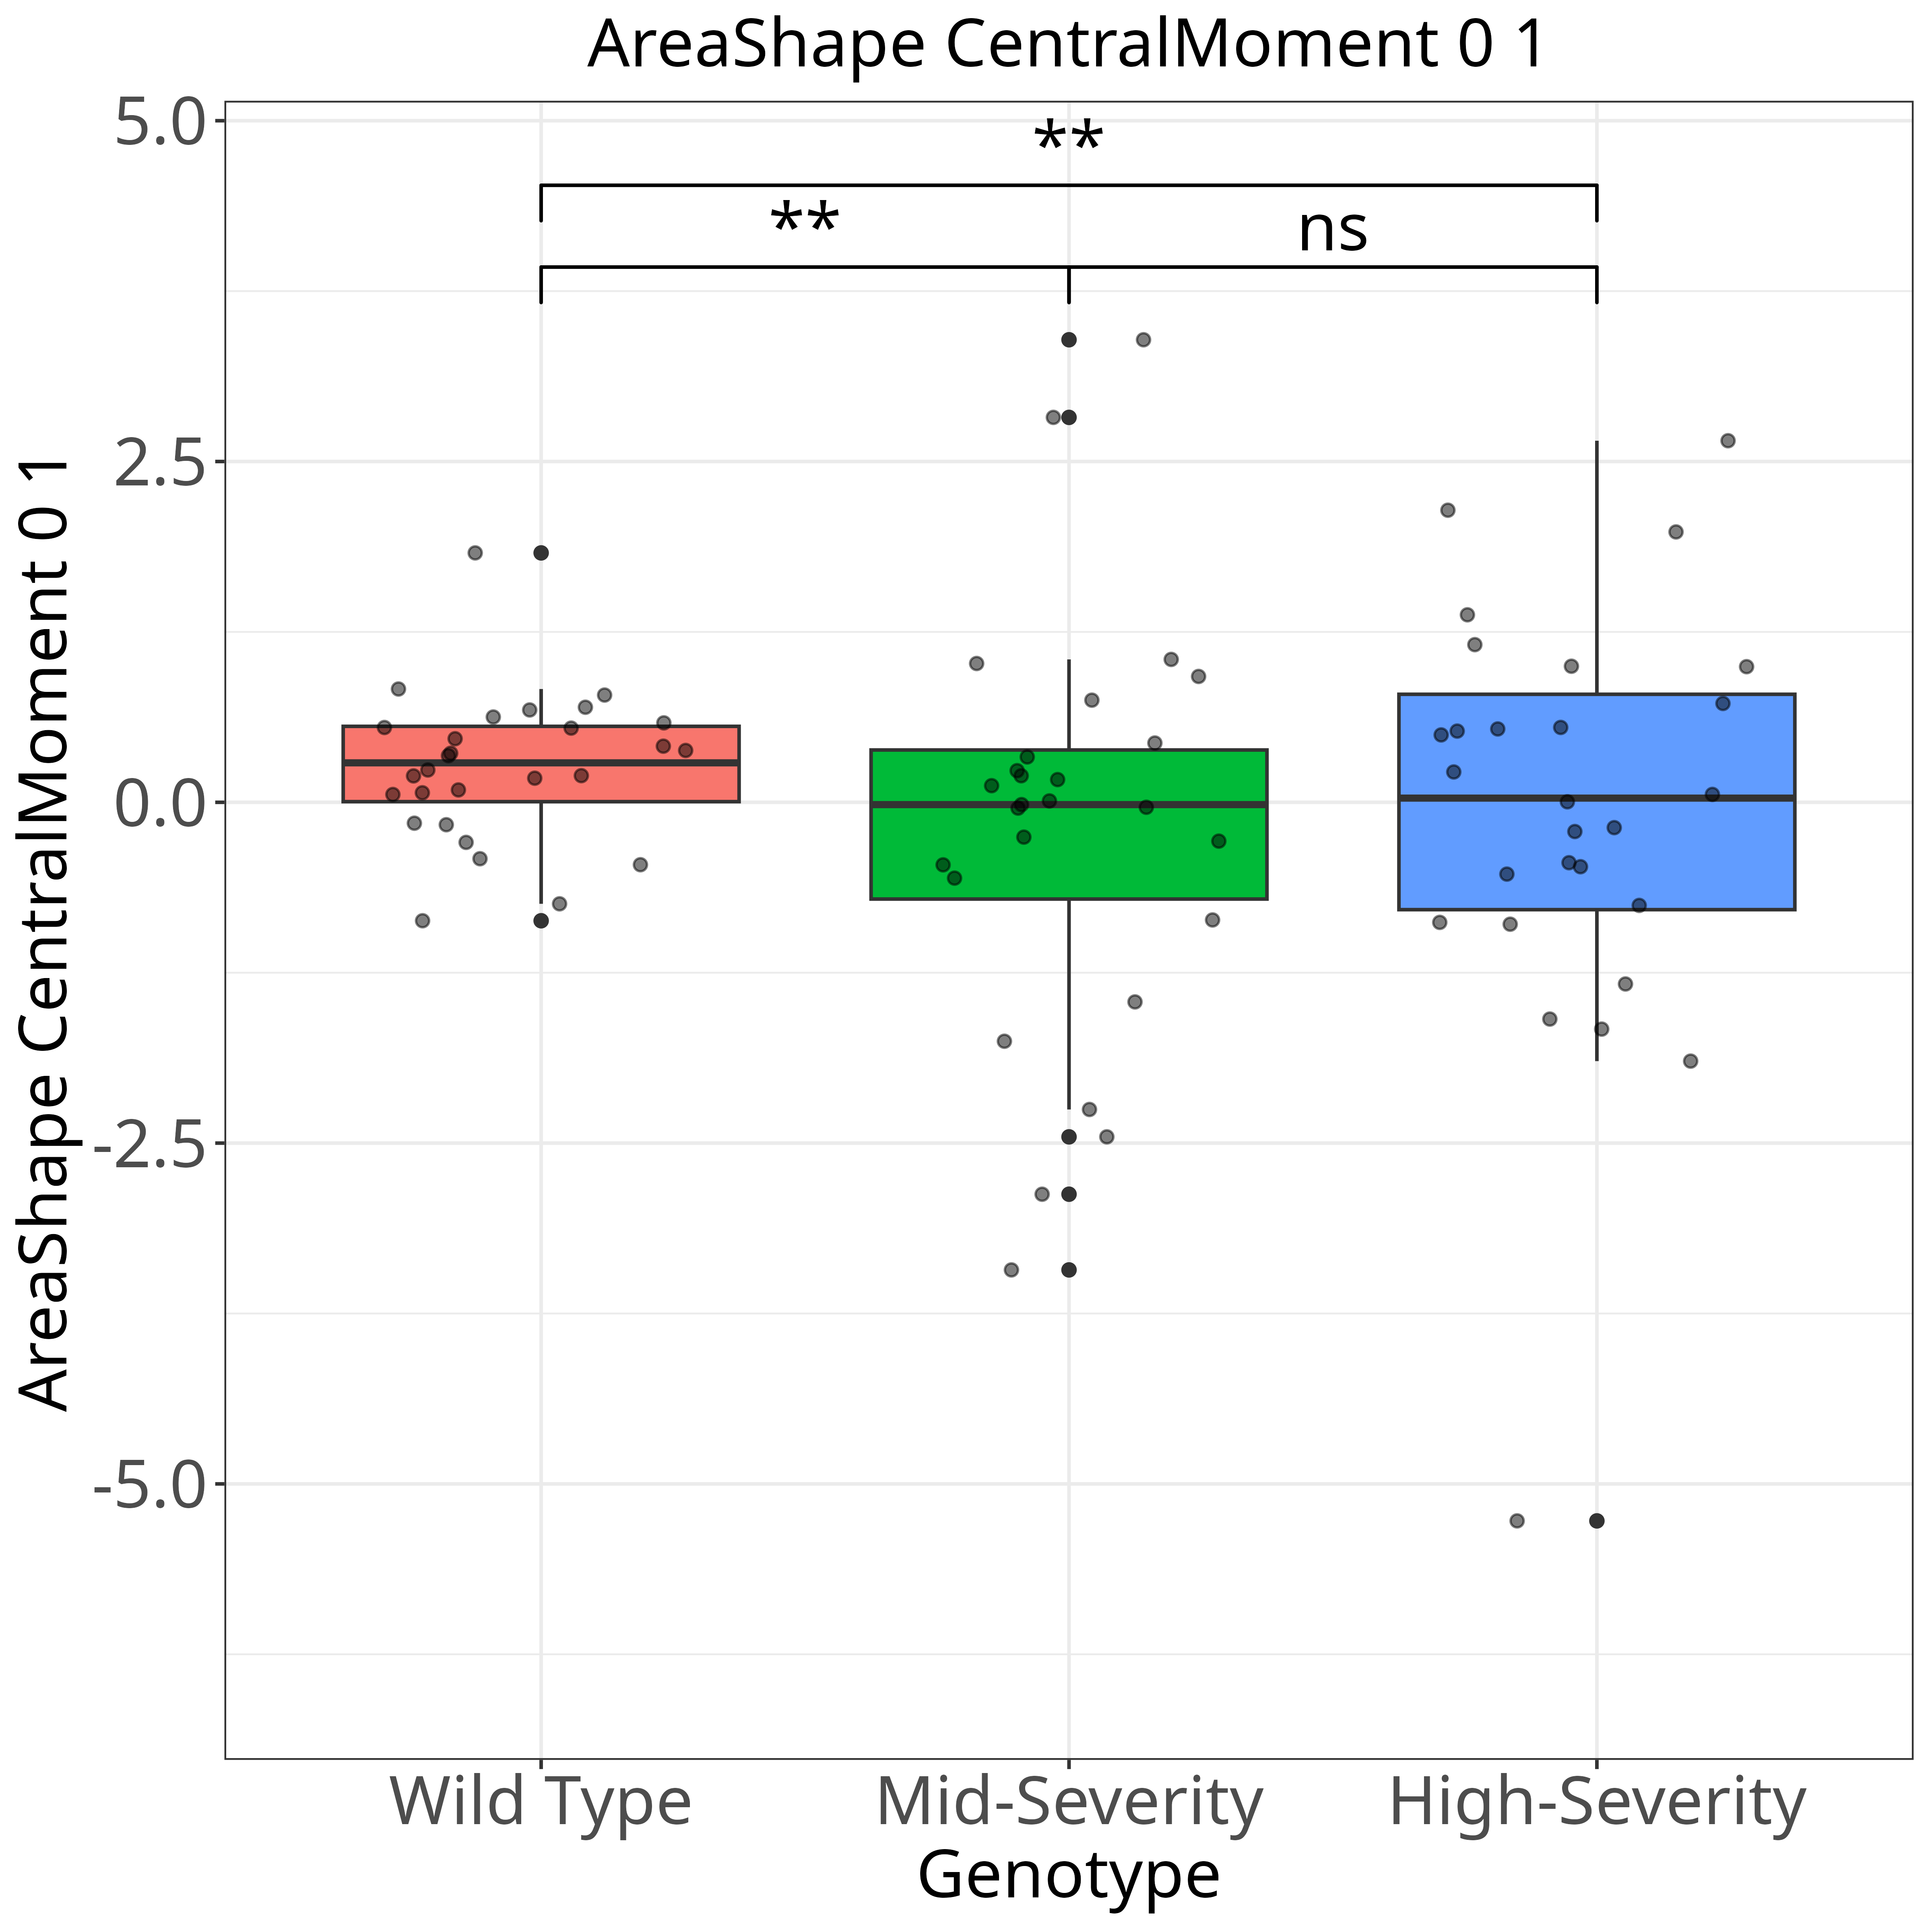 AreaShape CentralMoment 0 1
AreaShape CentralMoment 0 1
5.0
2.5
0.0
-2.5
-5.0
**
**
ns
Wild Type
Mid-Severity
High-Severity
Genotype